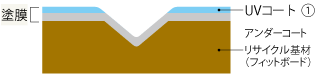 塗膜
UVコート ①
アンダーコート
リサイクル基材
（フィットボード）